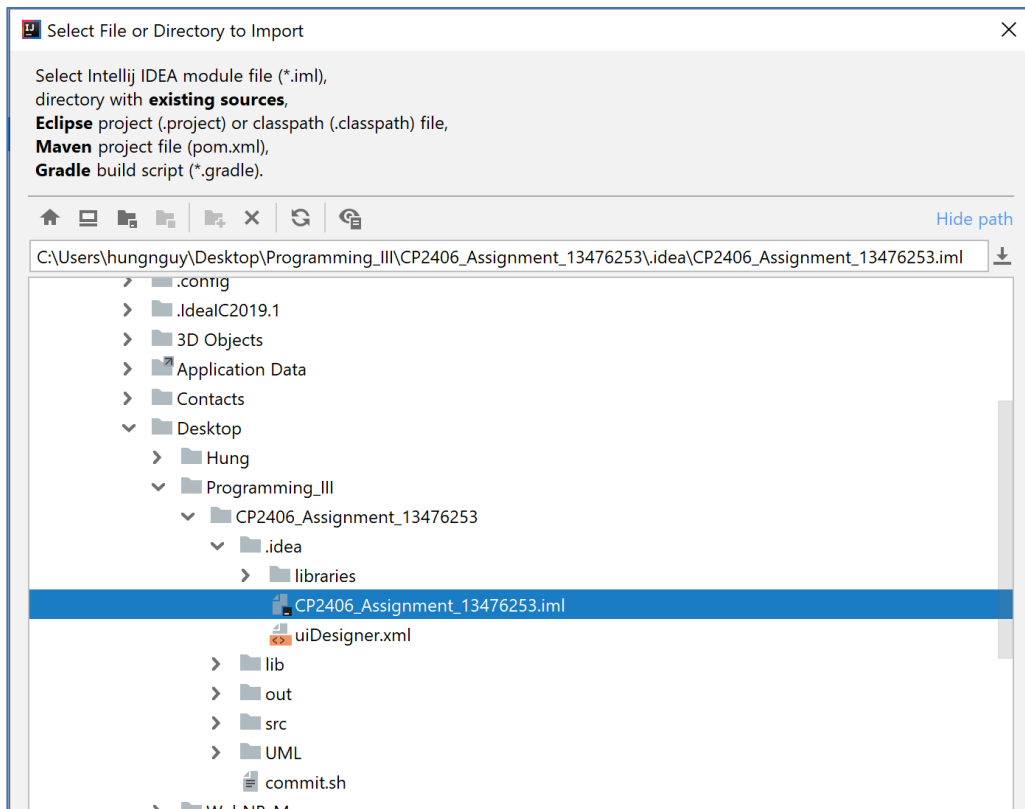 Select File or Directory to Import
Select Intellij IDEA module file (*.iml),
directory with existing sources,
Eclipse project (.project) or classpath (.classpath) file,
Maven project file (pom.xml),
Gradle build script (*.gradle).
Hide path
C:\Users\hungnguy\Desktop\Programming_III\CP2406_Assignment_13476253\.idea\CP2406_Assignment_13476253.iml
.config
.IdeaIC2019.1
3D Objects
Application Data
Contacts
Desktop
Hung
Programming_III
CP2406_Assignment_13476253
.idea
libraries
CP2406_Assignment_13476253.iml
uiDesigner.xml
lib
out
src
UML
commit.sh